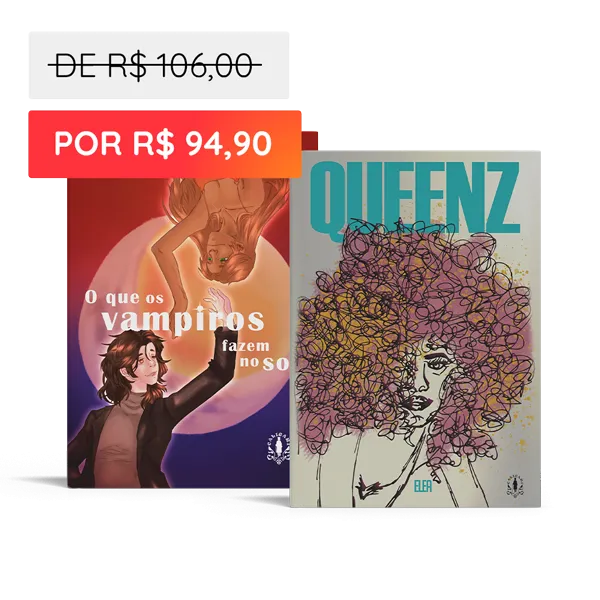 DE R$ 106,00
POR R$ 94,90
QUEENZ
O que os
vampiros
fazem
no so
ELEA